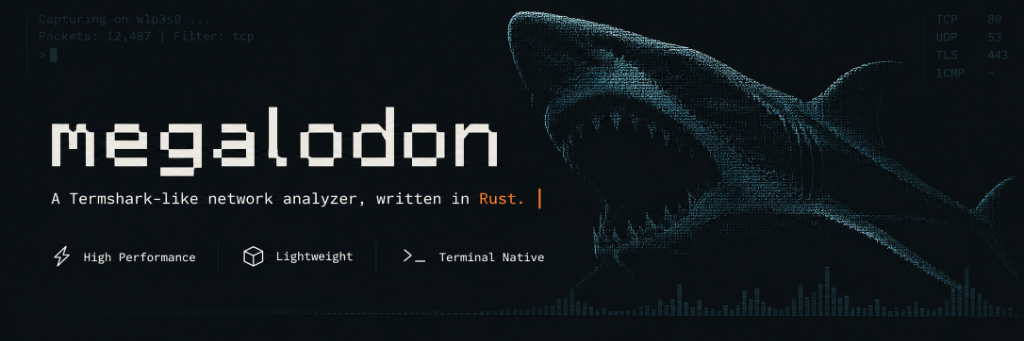 Capturing on wlp3s0 ...
Packets: 12,487 | Filter: tcp
>
TCP 80
UDP 53
TLS 443
ICMP -
megalodon
A Termshark-like network analyzer, written in Rust.
High Performance
Lightweight
Terminal Native